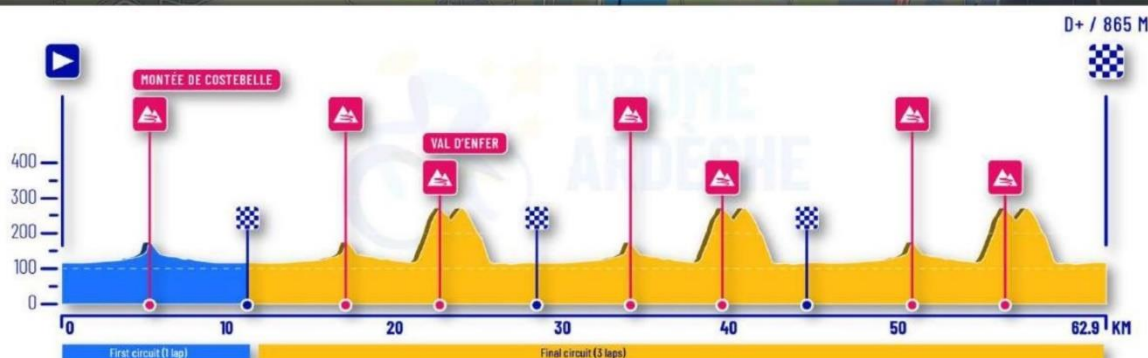 D+ / 865 M
MONTÉE DE COSTEBELLE
DRÔME
ARDÈCHE
VAL D'ENFER
400
300
200
100
0
0 10 20 30 40 50 62.9 KM
First circuit (1 lap) Final circuit (3 laps)